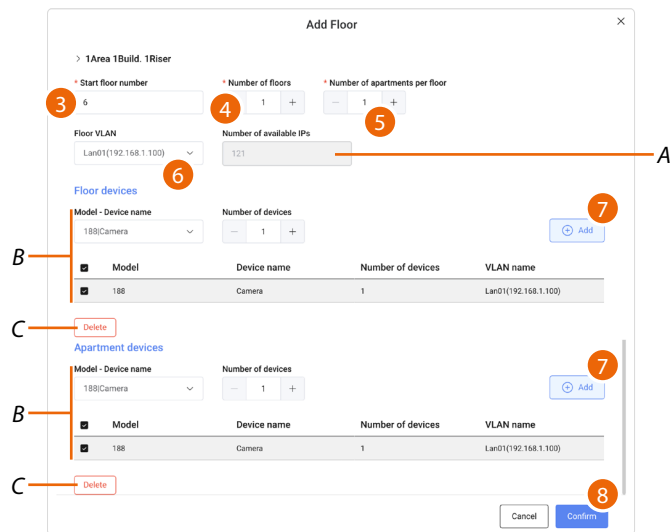 Add Floor ×
> 1Area 1Build. 1Riser
* Start floor number * Number of floors * Number of apartments per floor
3 6 4 1 + − 1 + 5
Floor VLAN Number of available IPs
Lan01(192.168.1.100) 121 A
6
Floor devices
7
Model - Device name Number of devices
188|Camera − 1 + Add
B
Model Device name Number of devices VLAN name
188 Camera 1 Lan01(192.168.1.100)
C Delete
Apartment devices
7
Model - Device name Number of devices
188|Camera − 1 + Add
B
Model Device name Number of devices VLAN name
188 Camera 1 Lan01(192.168.1.100)
C Delete
8
Cancel Confirm